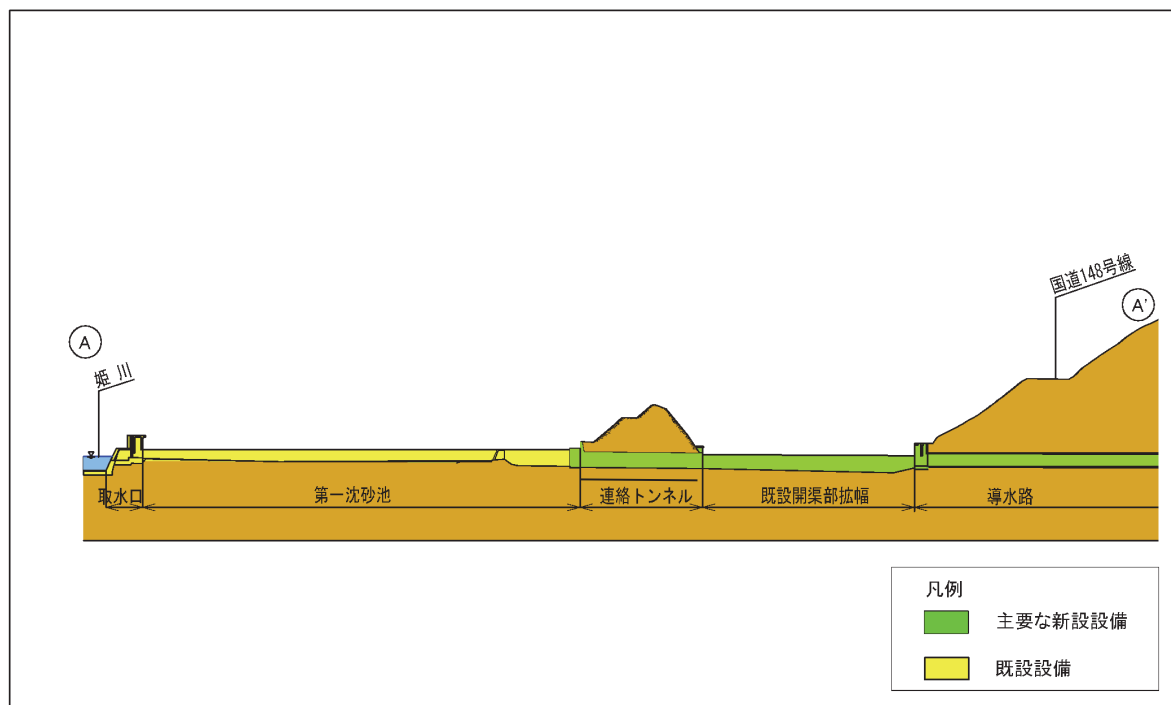 国道148号線
A'
A
姫川
取水口
第一沈砂池
連絡トンネル
既設開渠部拡幅
導水路
凡例
主要な新設設備
既設設備